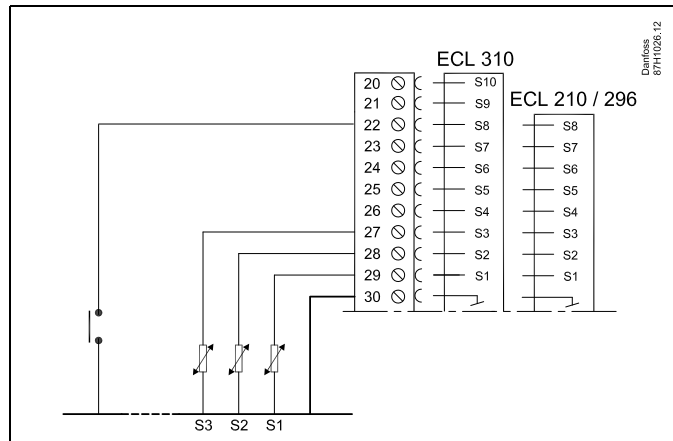 Danfoss
87H1026.12
ECL 310
ECL 210 / 296
20 S10
21 S9
22 S8 S8
23 S7 S7
24 S6 S6
25 S5 S5
26 S4 S4
27 S3 S3
28 S2 S2
29 S1 S1
30
S3 S2 S1